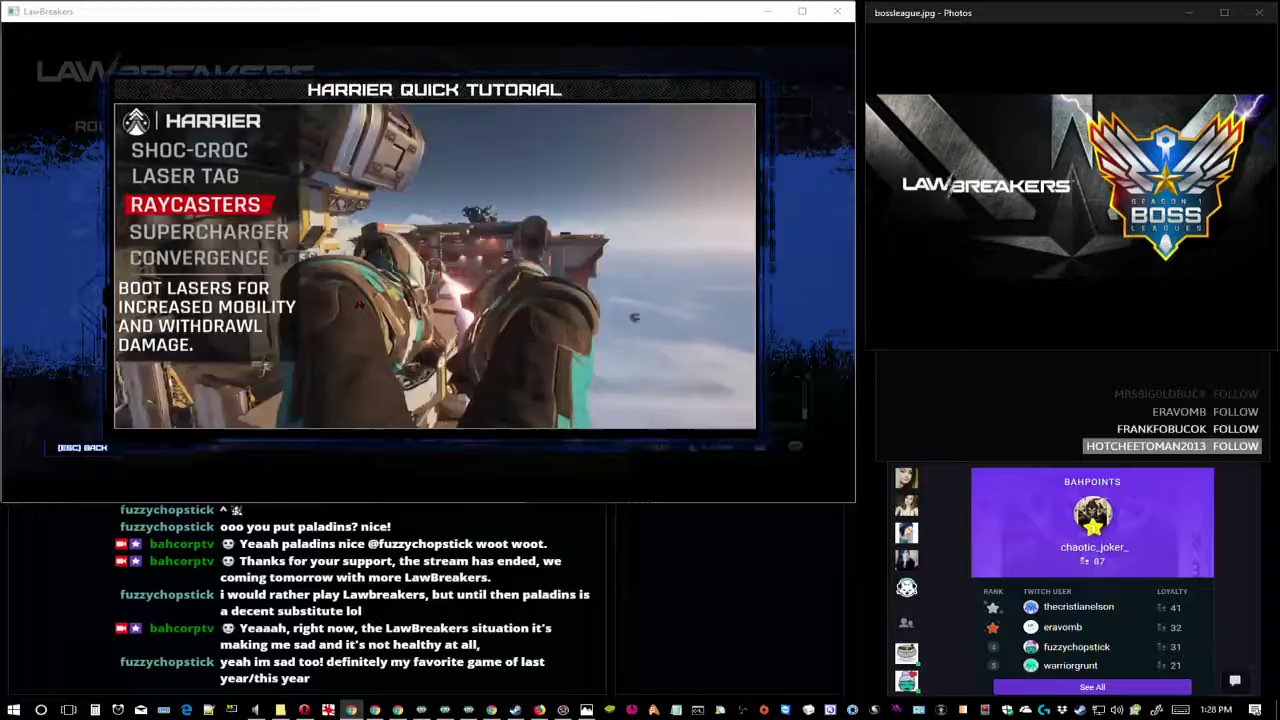 LawBreakers
LAWBREAKERS
HARRIER QUICK TUTORIAL
HARRIER
SHOC-CROC
LASER TAG
RAYCASTERS
SUPERCHARGER
CONVERGENCE
BOOT LASERS FOR
INCREASED MOBILITY
AND WITHDRAWL
DAMAGE.
[ESC] BACK
bossleague.jpg - Photos
LAWBREAKERS
SEASON 1
BOSS
LEAGUES
MRSBIGOLDBUCK FOLLOW
ERAVOMB FOLLOW
FRANKFOBUCOK FOLLOW
HOTCHEETOMAN2013 FOLLOW
fuzzychopstick ^
fuzzychopstick ooo you put paladins? nice!
bahcorptv Yeaah paladins nice @fuzzychopstick woot woot.
bahcorptv Thanks for your support, the stream has ended, we
coming tomorrow with more LawBreakers.
fuzzychopstick i would rather play Lawbreakers, but until then paladins is
a decent substitute lol
bahcorptv Yeaaah, right now, the LawBreakers situation it's
making me sad and it's not healthy at all,
fuzzychopstick yeah im sad too! definitely my favorite game of last
year/this year
BAHPOINTS
chaotic_joker_
87
RANK TWITCH USER LOYALTY
thecristianelson 41
eravomb 32
4 fuzzychopstick 31
5 warriorgrunt 21
See All
1:28 PM